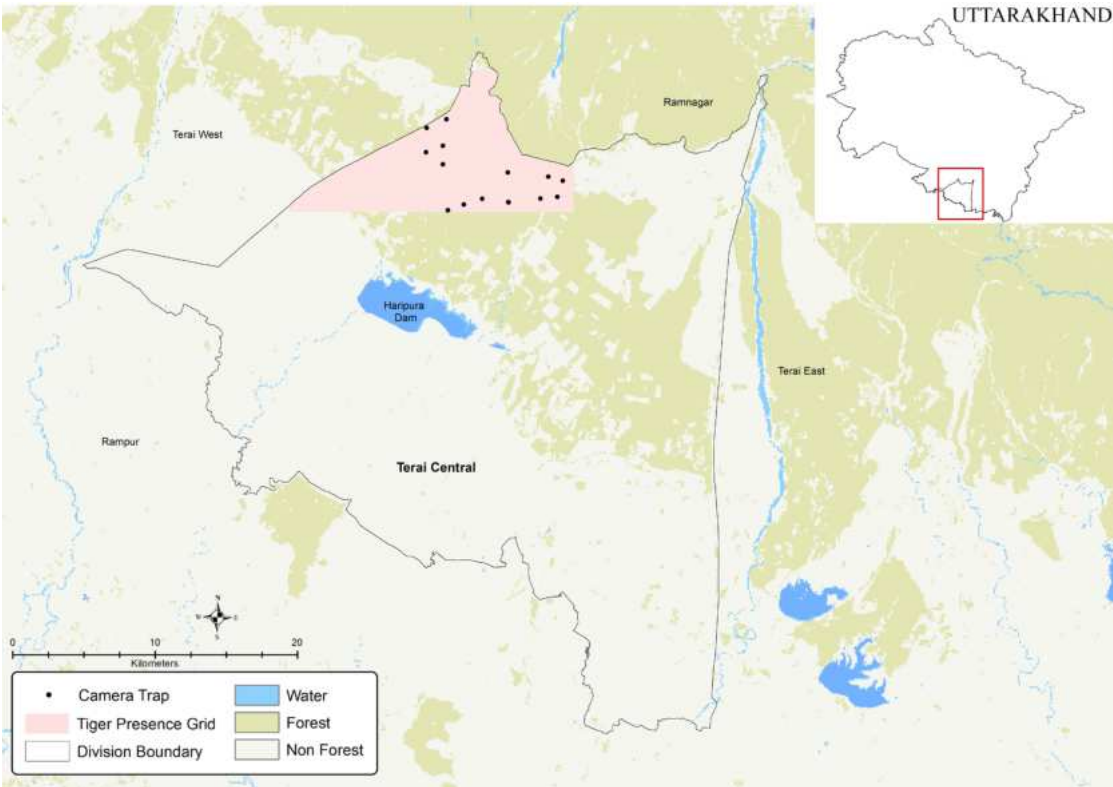 UTTARAKHAND
Ramnagar
Terai West
Haripura
Dam
Terai East
Rampur
Terai Central
N
W E
S
0 10 20
Kilometers
Camera Trap
Water
Tiger Presence Grid
Forest
Division Boundary
Non Forest